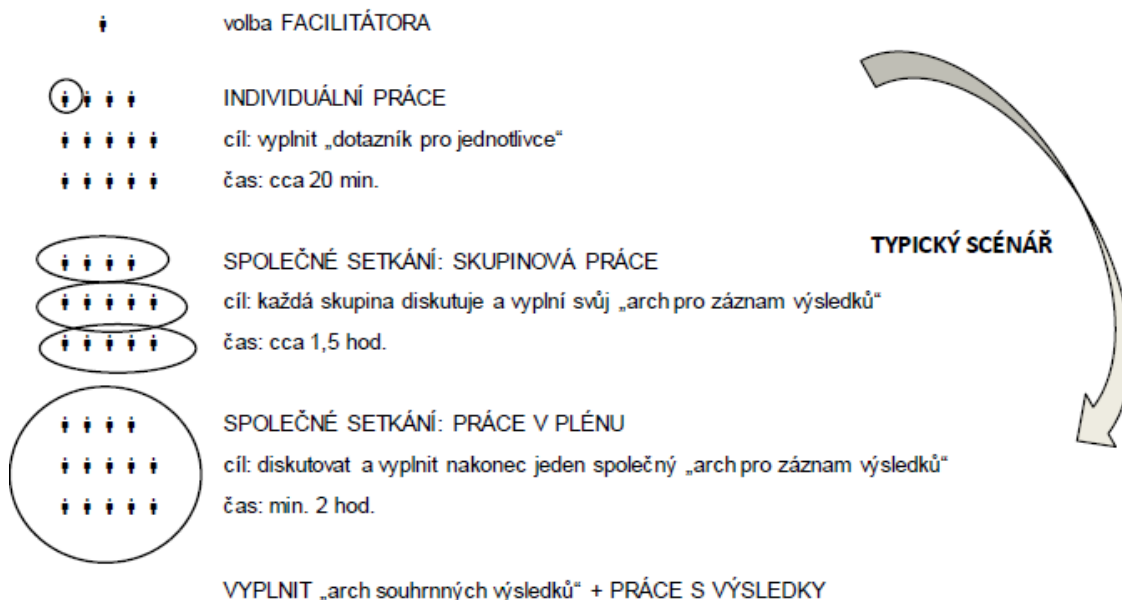 volba FACILITÁTORA
INDIVIDUÁLNÍ PRÁCE
cíl: vyplnit „dotazník pro jednotlivce“
čas: cca 20 min.
TYPICKÝ SCÉNÁŘ
SPOLEČNÉ SETKÁNÍ: SKUPINOVÁ PRÁCE
cíl: každá skupina diskutuje a vyplní svůj „arch pro záznam výsledků“
čas: cca 1,5 hod.
SPOLEČNÉ SETKÁNÍ: PRÁCE V PLÉNU
cíl: diskutovat a vyplnit nakonec jeden společný „arch pro záznam výsledků“
čas: min. 2 hod.
VYPLNIT „arch souhrnných výsledků“ + PRÁCE S VÝSLEDKY